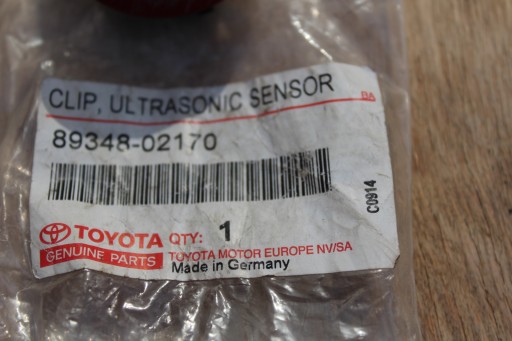 CLIP, ULTRASONIC SENSOR
BA
89348-02170
C0914
TOYOTA QTY: 1
GENUINE PARTS TOYOTA MOTOR EUROPE NV/SA
Made in Germany